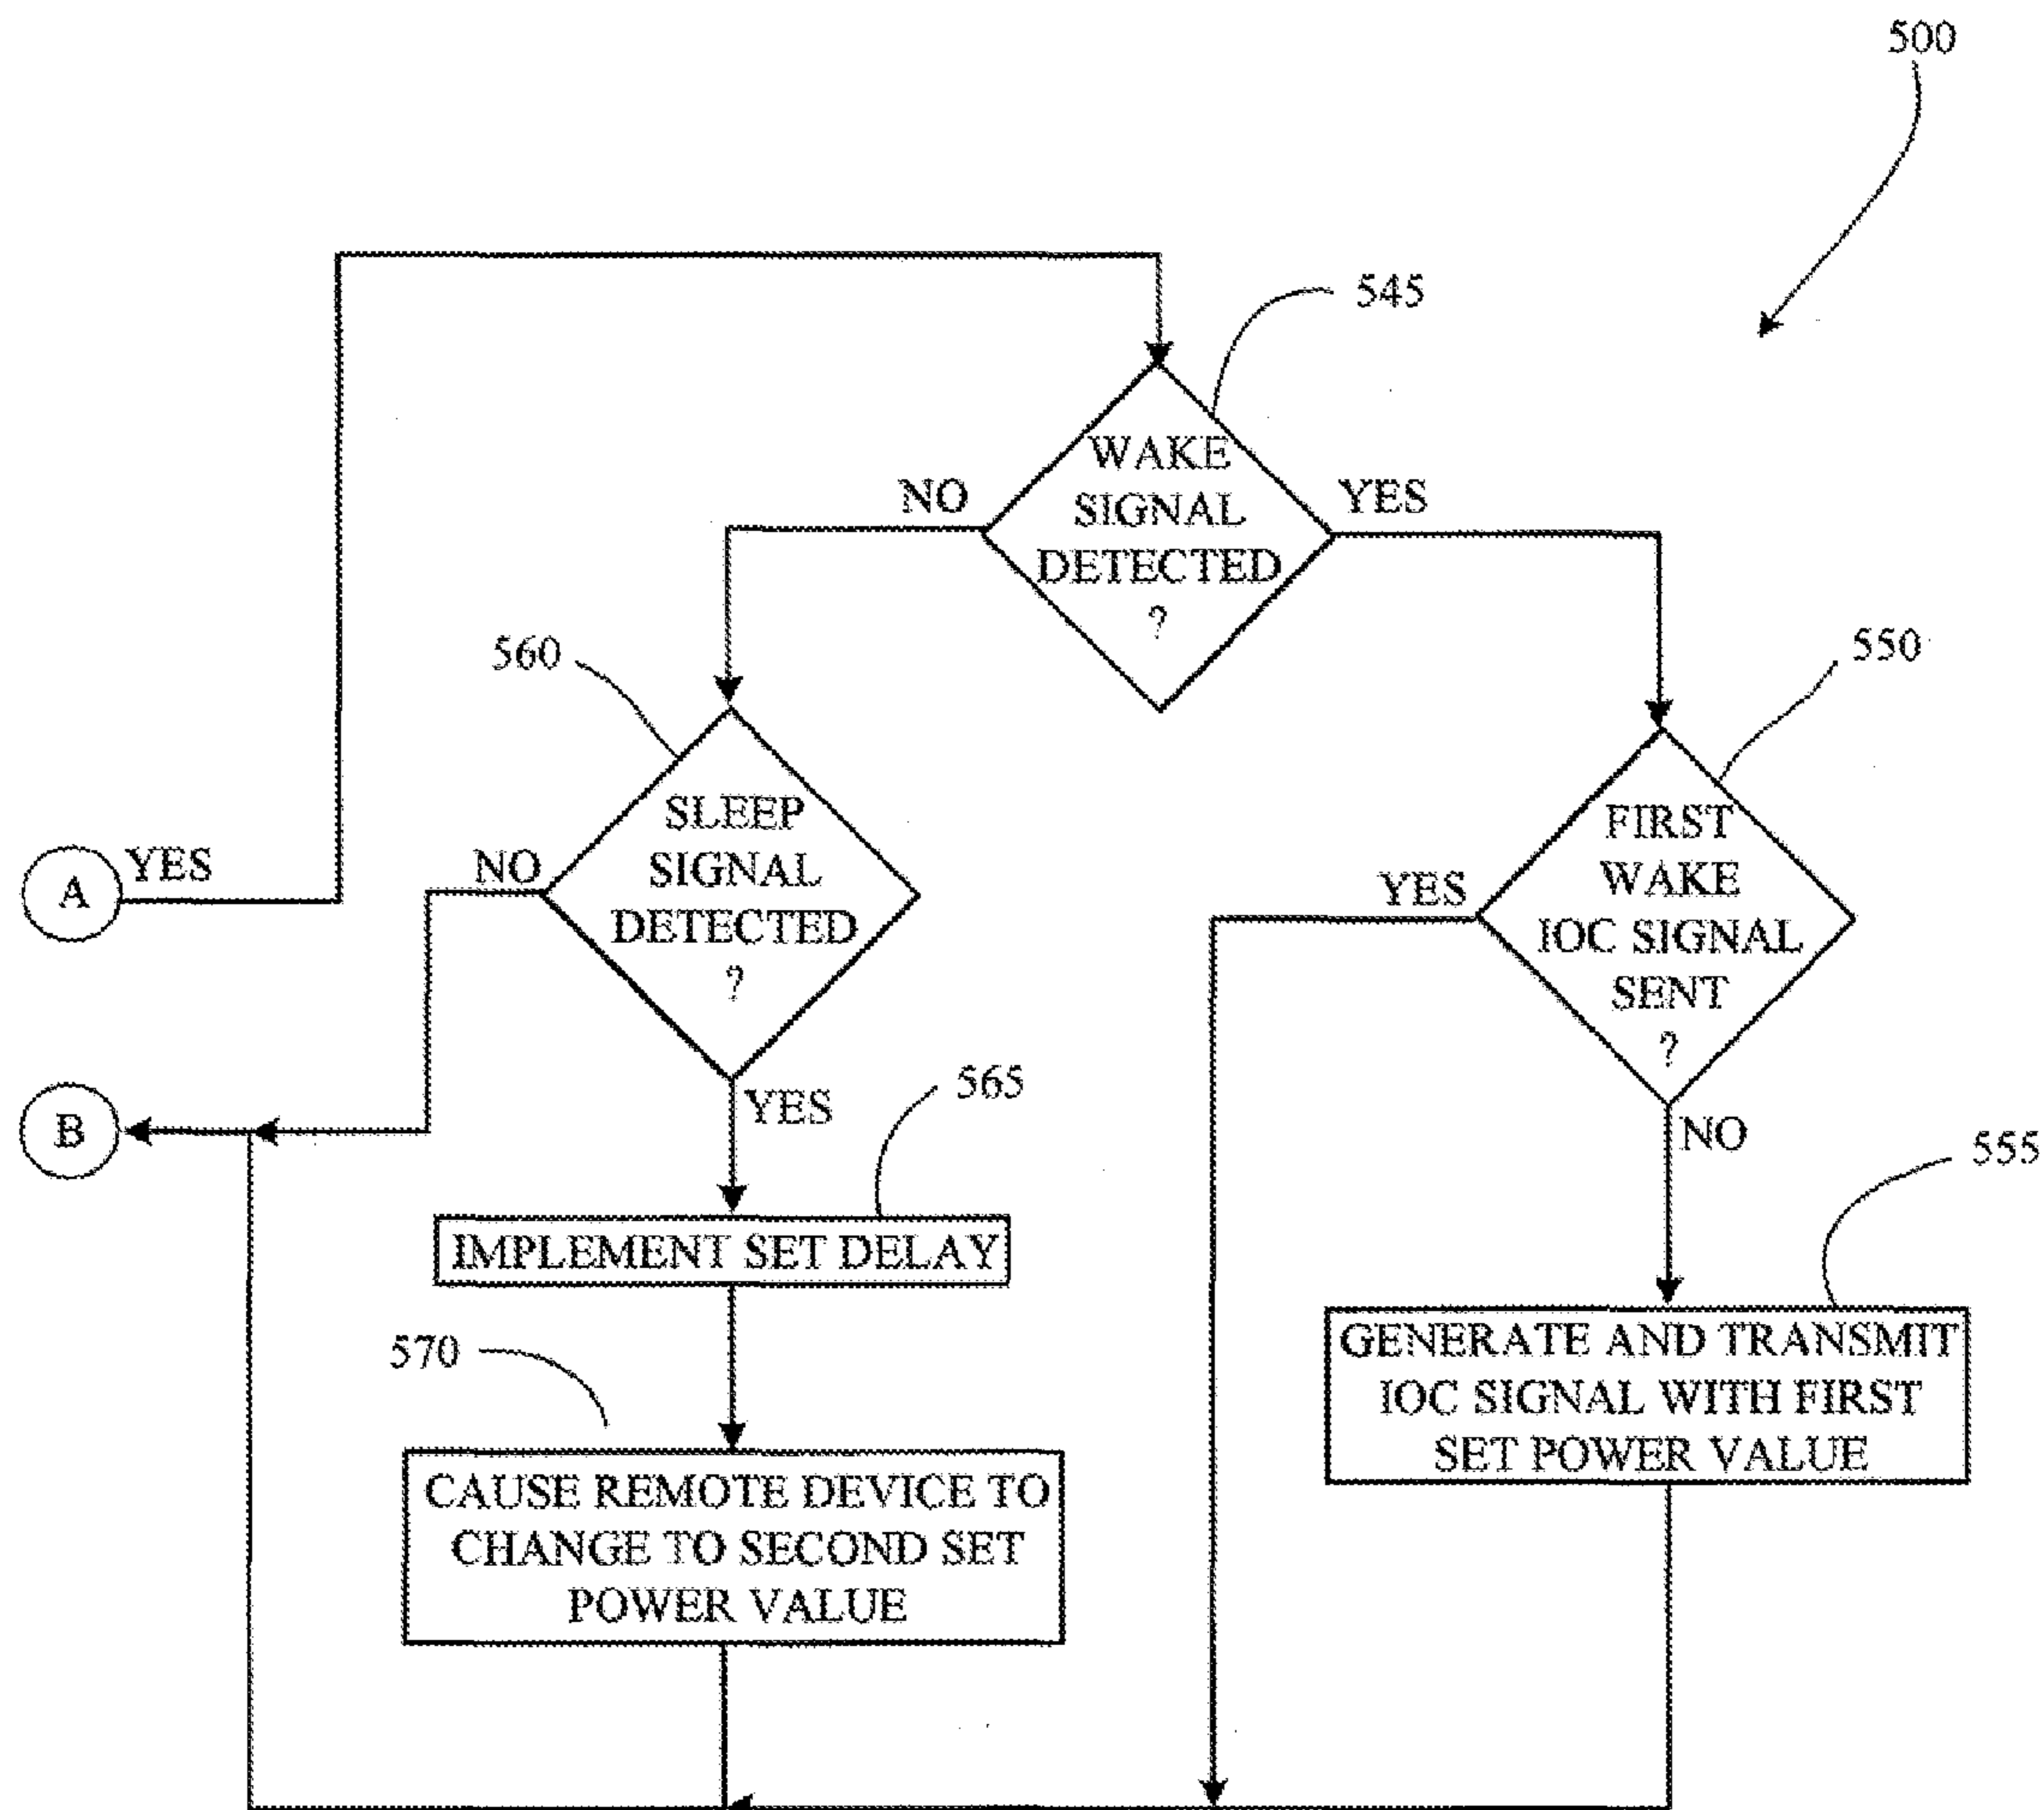 500
545
WAKE
SIGNAL
DETECTED
?
NO
YES
560
550
SLEEP
SIGNAL
DETECTED
?
FIRST
WAKE
IOC SIGNAL
SENT
?
A
YES
NO
YES
B
YES
565
NO
555
IMPLEMENT SET DELAY
570
GENERATE AND TRANSMIT
IOC SIGNAL WITH FIRST
SET POWER VALUE
CAUSE REMOTE DEVICE TO
CHANGE TO SECOND SET
POWER VALUE